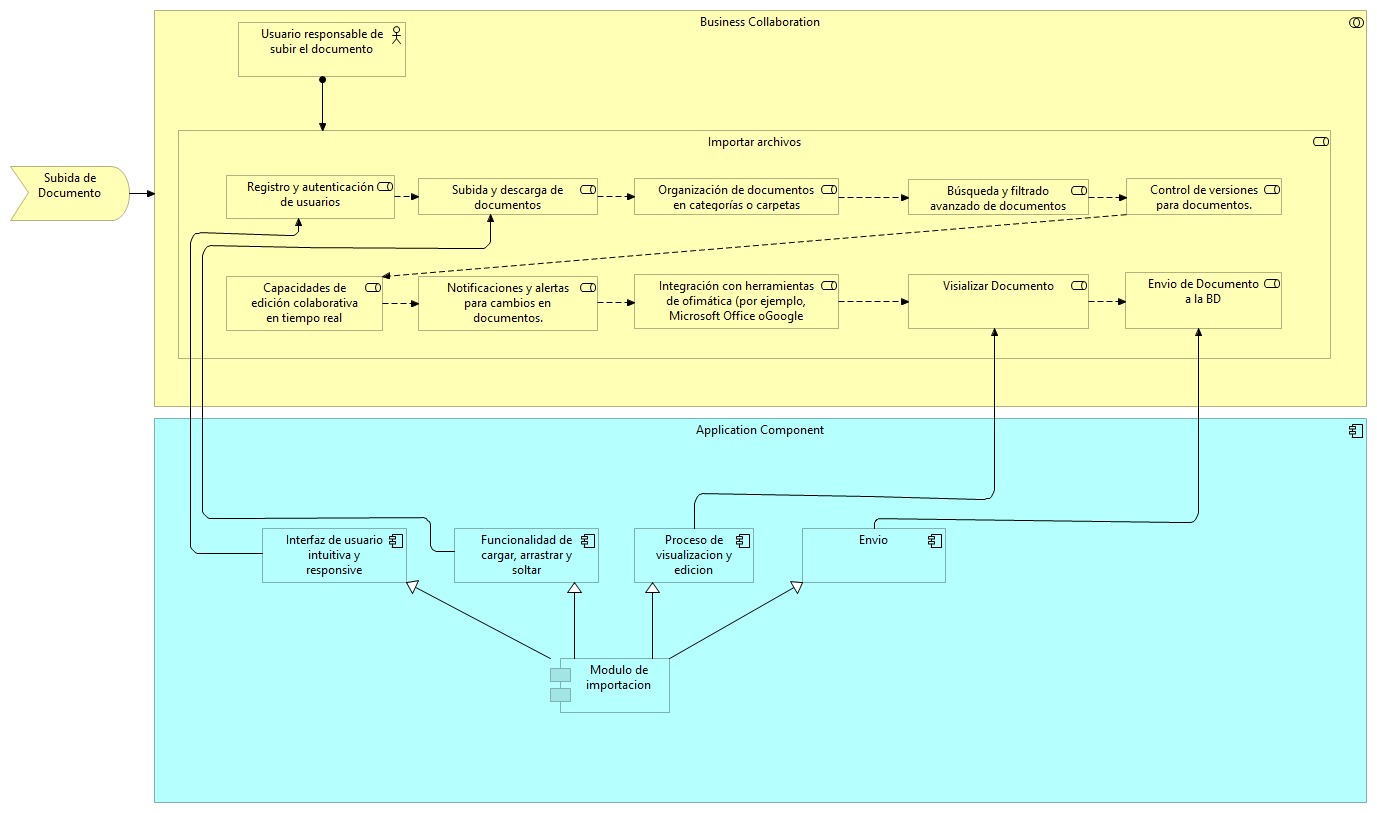 Business Collaboration
Usuario responsable de
subir el documento
Subida de
Documento
Importar archivos
Registro y autenticación
de usuarios
Subida y descarga de
documentos
Organización de documentos
en categorías o carpetas
Búsqueda y filtrado
avanzado de documentos
Control de versiones
para documentos.
Capacidades de
edición colaborativa
en tiempo real
Notificaciones y alertas
para cambios en
documentos.
Integración con herramientas
de ofimática (por ejemplo,
Microsoft Office oGoogle
Visializar Documento
Envio de Documento
a la BD
Application Component
Interfaz de usuario
intuitiva y
responsive
Funcionalidad de
cargar, arrastrar y
soltar
Proceso de
visualizacion y
edicion
Envio
Modulo de
importacion